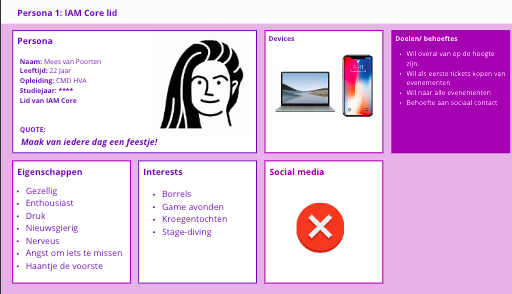 Persona 1: IAM Core lid
Persona
Naam: Mees van Poorten
Leeftijd: 22 Jaar
Opleiding: CMD HVA
Studiejaar: ****
Lid van IAM Core
QUOTE:
Maak van iedere dag een feestje!
Devices
5:11
Doelen/ behoeftes
• Wil overal van op de hoogte
zijn.
• Wil als eerste tickets kopen van
evenementen
• Wil naar alle evenementen
• Behoefte aan sociaal contact
Eigenschappen
• Gezellig
• Enthousiast
• Druk
• Nieuwsgierig
• Nerveus
• Angst om iets te missen
• Haantje de voorste
Interests
• Borrels
• Game avonden
• Kroegentochten
• Stage-diving
Social media